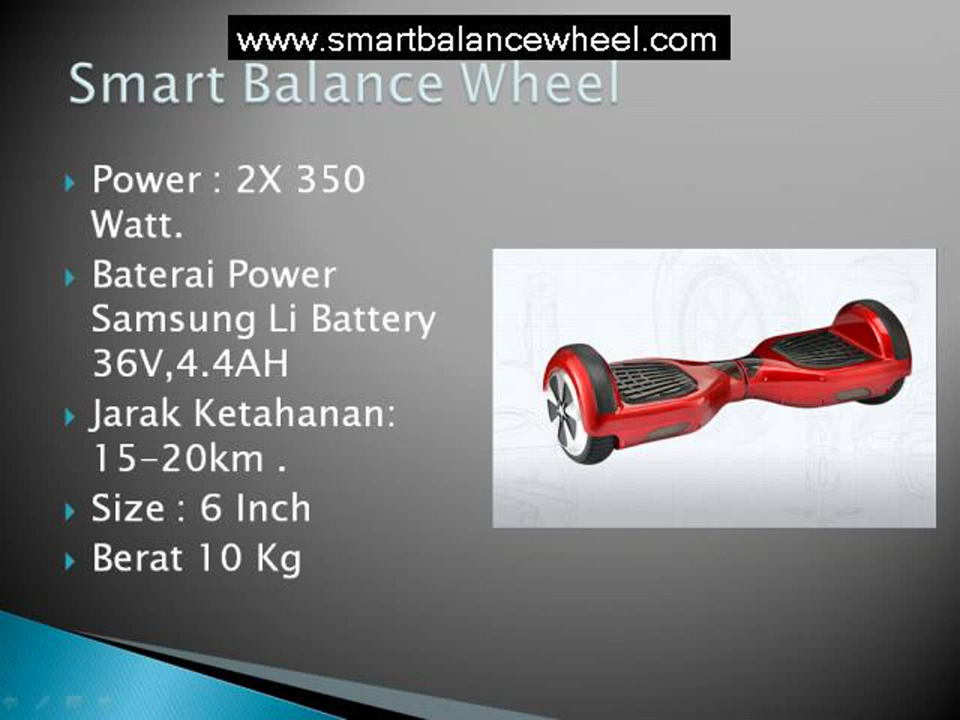 www.smartbalancewheel.com
Smart Balance Wheel
Power : 2X 350
Watt.
Baterai Power
Samsung Li Battery
36V,4.4AH
Jarak Ketahanan:
15-20km .
Size : 6 Inch
Berat 10 Kg